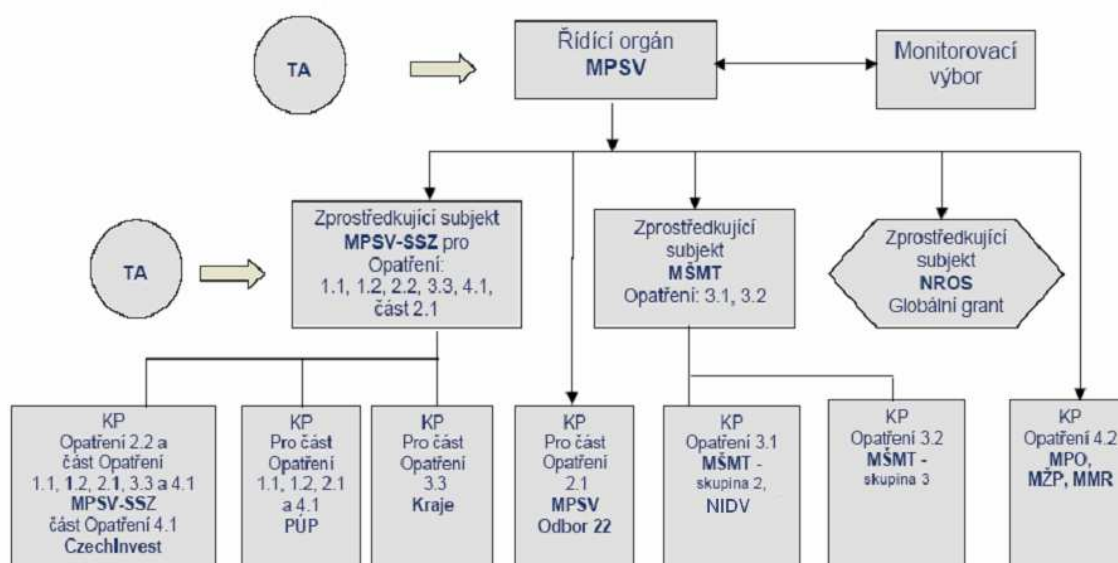 TA
Řídící orgán
MPSV
Monitorovací
výbor
TA
Zprostředkující subjekt
MPSV-SSZ pro
Opatření:
1.1, 1.2, 2.2, 3.3, 4.1,
část 2.1
Zprostředkující
subjekt
MŠMT
Opatření: 3.1, 3.2
Zprostředkující
subjekt
NROS
Globální grant
KP
Opatření 2.2 a
část Opatření
1.1, 1.2, 2.1, 3.3 a 4.1
MPSV-SSZ
část Opatření 4.1
CzechInvest
KP
Pro část
Opatření
1.1, 1.2, 2.1
a 4.1
PÚP
KP
Pro část
Opatření
3.3
Kraje
KP
Pro část
Opatření
2.1
MPSV
Odbor 22
KP
Opatření 3.1
MŠMT -
skupina 2,
NIDV
KP
Opatření 3.2
MŠMT -
skupina 3
KP
Opatření 4.2
MPO,
MŽP, MMR